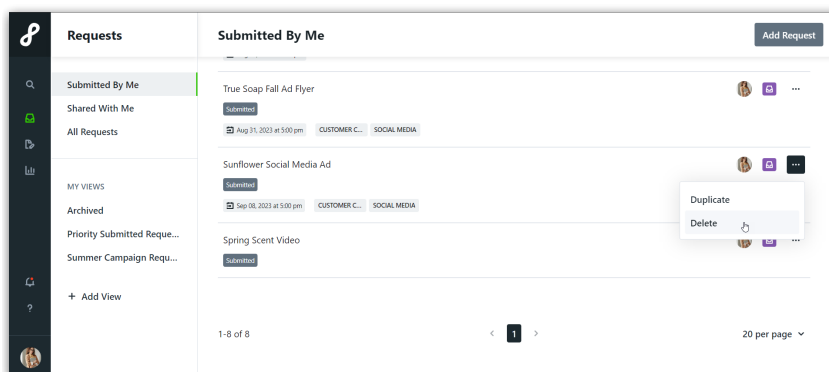 Requests
Submitted By Me
Add Request
Submitted By Me
Shared With Me
All Requests
MY VIEWS
Archived
Priority Submitted Reque...
Summer Campaign Requ...
+ Add View
True Soap Fall Ad Flyer
Submitted
Aug 31, 2023 at 5:00 pm CUSTOMER C... SOCIAL MEDIA
Sunflower Social Media Ad
Submitted
Sep 08, 2023 at 5:00 pm CUSTOMER C... SOCIAL MEDIA
Duplicate
Delete
Spring Scent Video
Submitted
1-8 of 8
< 1 >
20 per page